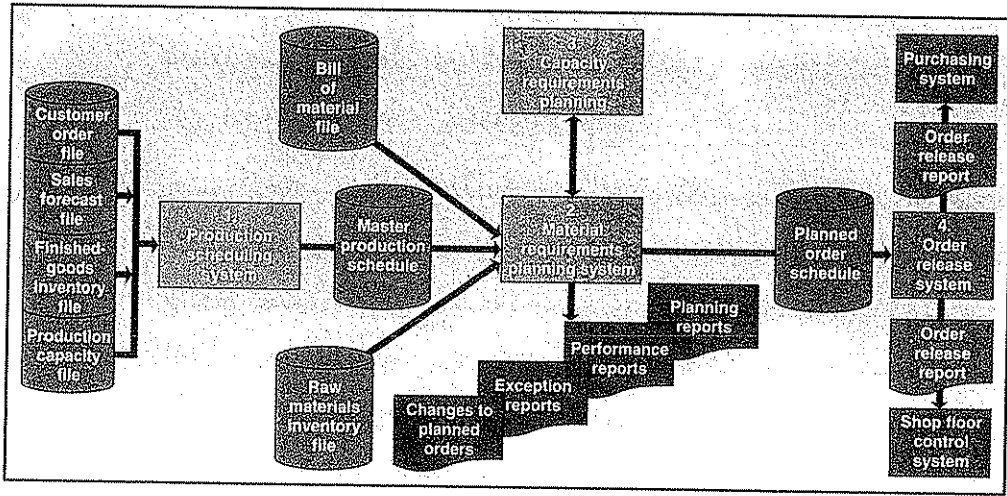 Customer
order
file
Sales
forecast
file
Finished-
goods
inventory
file
Production
capacity
file
1.
Production
scheduling
system
Bill
of
material
file
Master
production
schedule
Raw
materials
inventory
file
3.
Capacity
requirements
planning
2.
Material
requirements
planning system
Changes to
planned
orders
Exception
reports
Performance
reports
Planning
reports
Planned
order
schedule
Purchasing
system
Order
release
report
4.
Order
release
system
Order
release
report
Shop floor
control
system